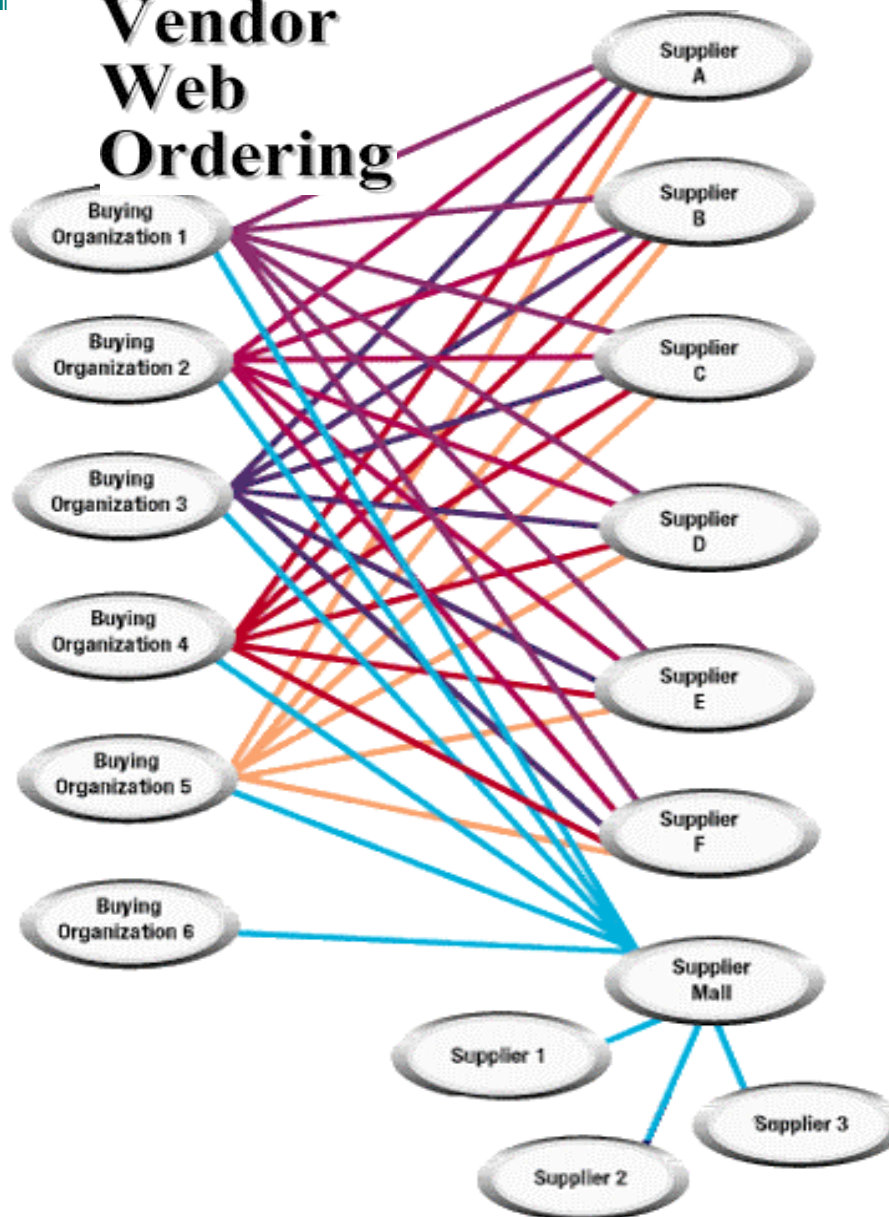 Vendor
Web
Ordering
Supplier
A
Supplier
B
Supplier
C
Supplier
D
Supplier
E
Supplier
F
Buying
Organization 1
Buying
Organization 2
Buying
Organization 3
Buying
Organization 4
Buying
Organization 5
Buying
Organization 6
Supplier
Mall
Supplier 1
Supplier 2
Supplier 3